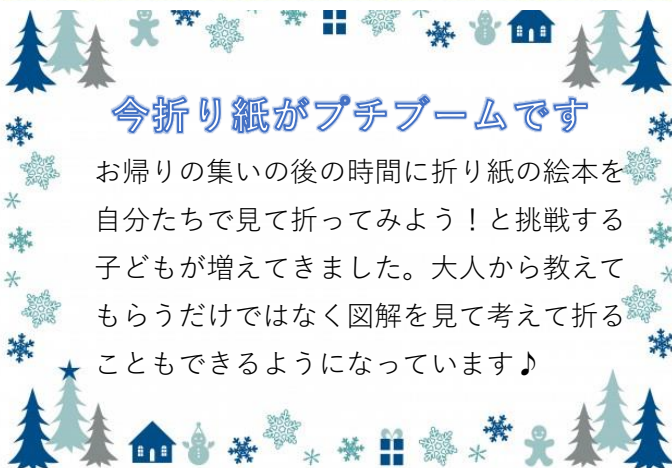 今折り紙がプチブームです
お帰りの集いの後の時間に折り紙の絵本を
自分たちで見て折ってみよう！と挑戦する
子どもが増えてきました。大人から教えて
もらうだけではなく図解を見て考えて折る
こともできるようになっています♪